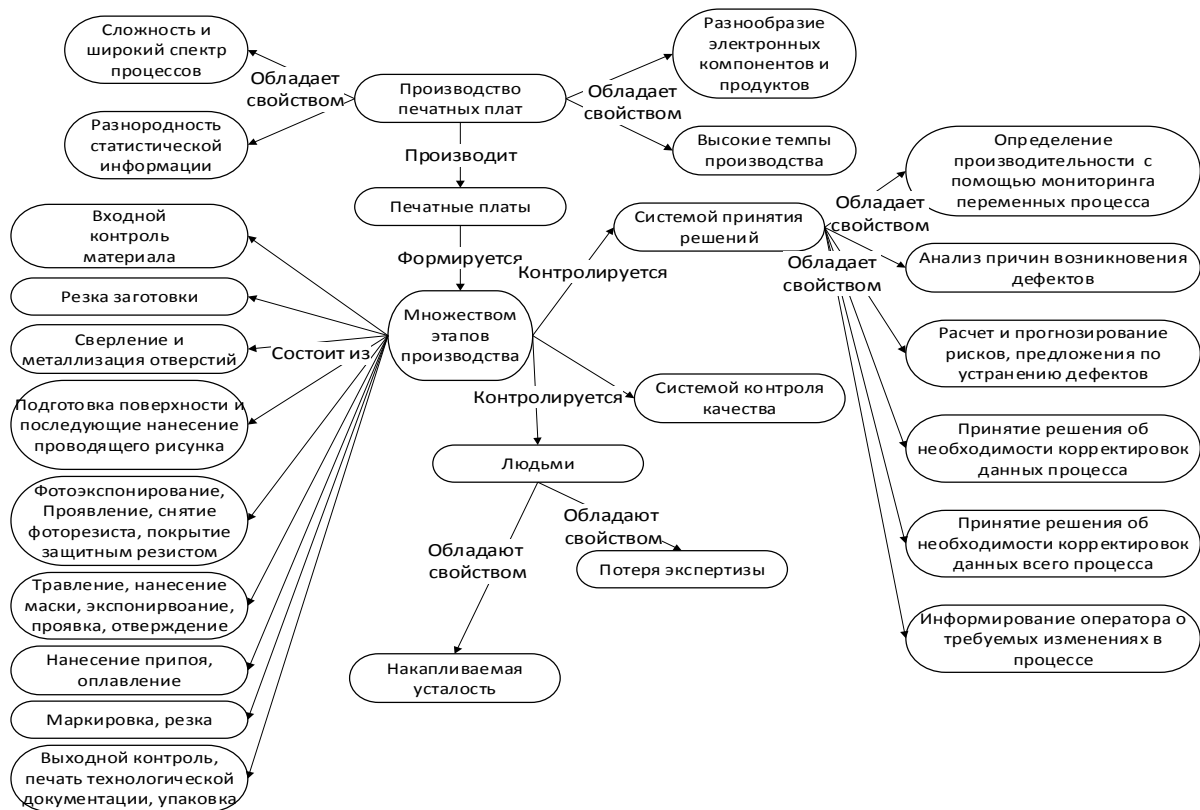 Сложность и
широкий спектр
процессов
Обладает
свойством
Разнородность
статистической
информации
Производство
печатных плат
Разнообразие
электронных
компонентов и
продуктов
Обладает
свойством
Высокие темпы
производства
Производит
Печатные платы
Формируется
Множеством
этапов
производства
Состоит из
Входной
контроль
материала
Резка заготовки
Сверление и
металлизация отверстий
Подготовка поверхности и
последующие нанесение
проводящего рисунка
Фотоэкспонирование,
Проявление, снятие
фоторезиста, покрытие
защитным резистом
Травление, нанесение
маски, экспонирвоание,
проявка, отверждение
Нанесение припоя,
оплавление
Маркировка, резка
Выходной контроль,
печать технологической
документации, упаковка
Контролируется
Системой принятия
решений
Контролируется
Системой контроля
качества
Людьми
Обладают
свойством
Потеря экспертизы
Обладают
свойством
Накапливаемая
усталость
Обладает
свойством
Обладает
свойством
Определение
производительности с
помощью мониторинга
переменных процесса
Анализ причин возникновения
дефектов
Расчет и прогнозирование
рисков, предложения по
устранению дефектов
Принятие решения об
необходимости корректировок
данных процесса
Принятие решения об
необходимости корректировок
данных всего процесса
Информирование оператора о
требуемых изменениях в
процессе